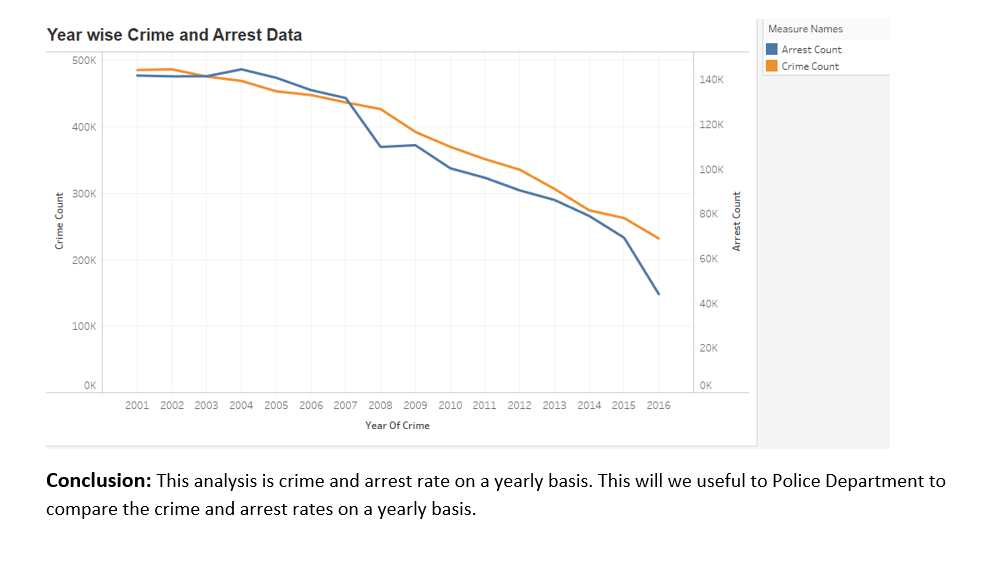 Year wise Crime and Arrest Data
Measure Names
Arrest Count
Crime Count
500K
400K
300K
200K
100K
0K
Crime Count
140K
120K
100K
80K
60K
40K
20K
0K
Arrest Count
2001 2002 2003 2004 2005 2006 2007 2008 2009 2010 2011 2012 2013 2014 2015 2016
Year Of Crime
Conclusion: This analysis is crime and arrest rate on a yearly basis. This will we useful to Police Department to
compare the crime and arrest rates on a yearly basis.